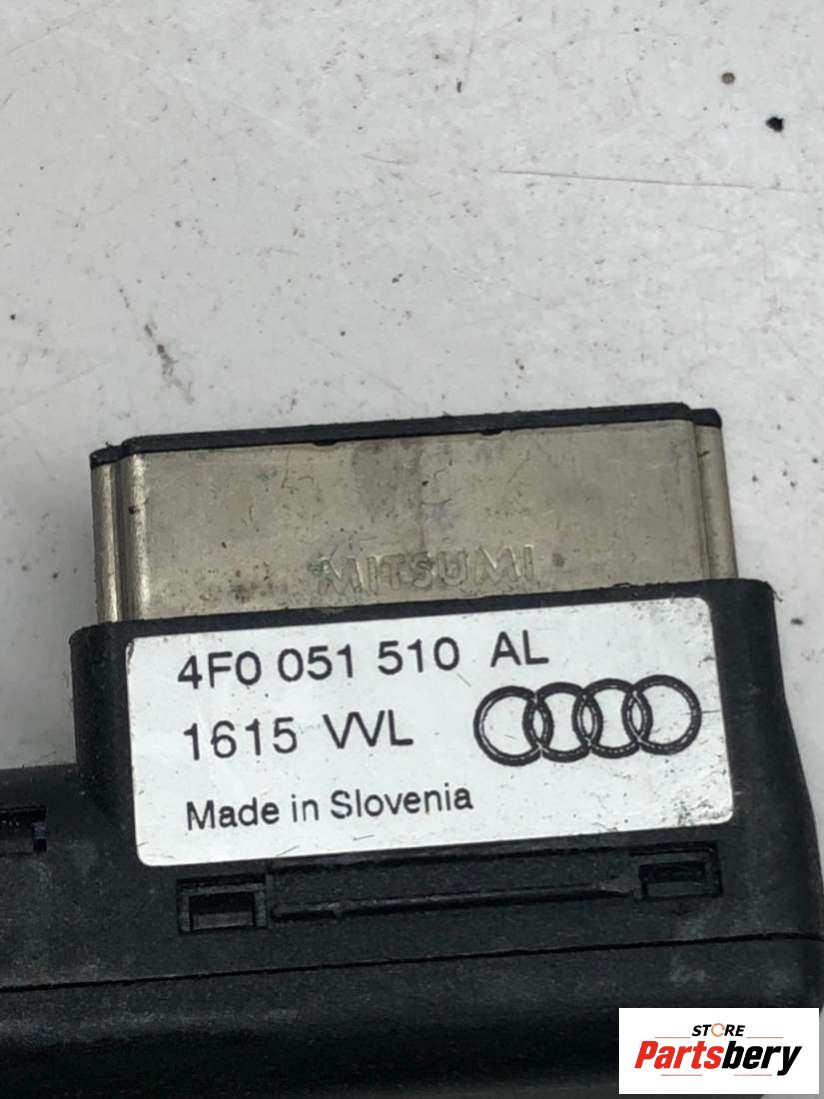 MITSUMI
4F0 051 510 AL
1615 VVL
Made in Slovenia
STORE
Partsbery